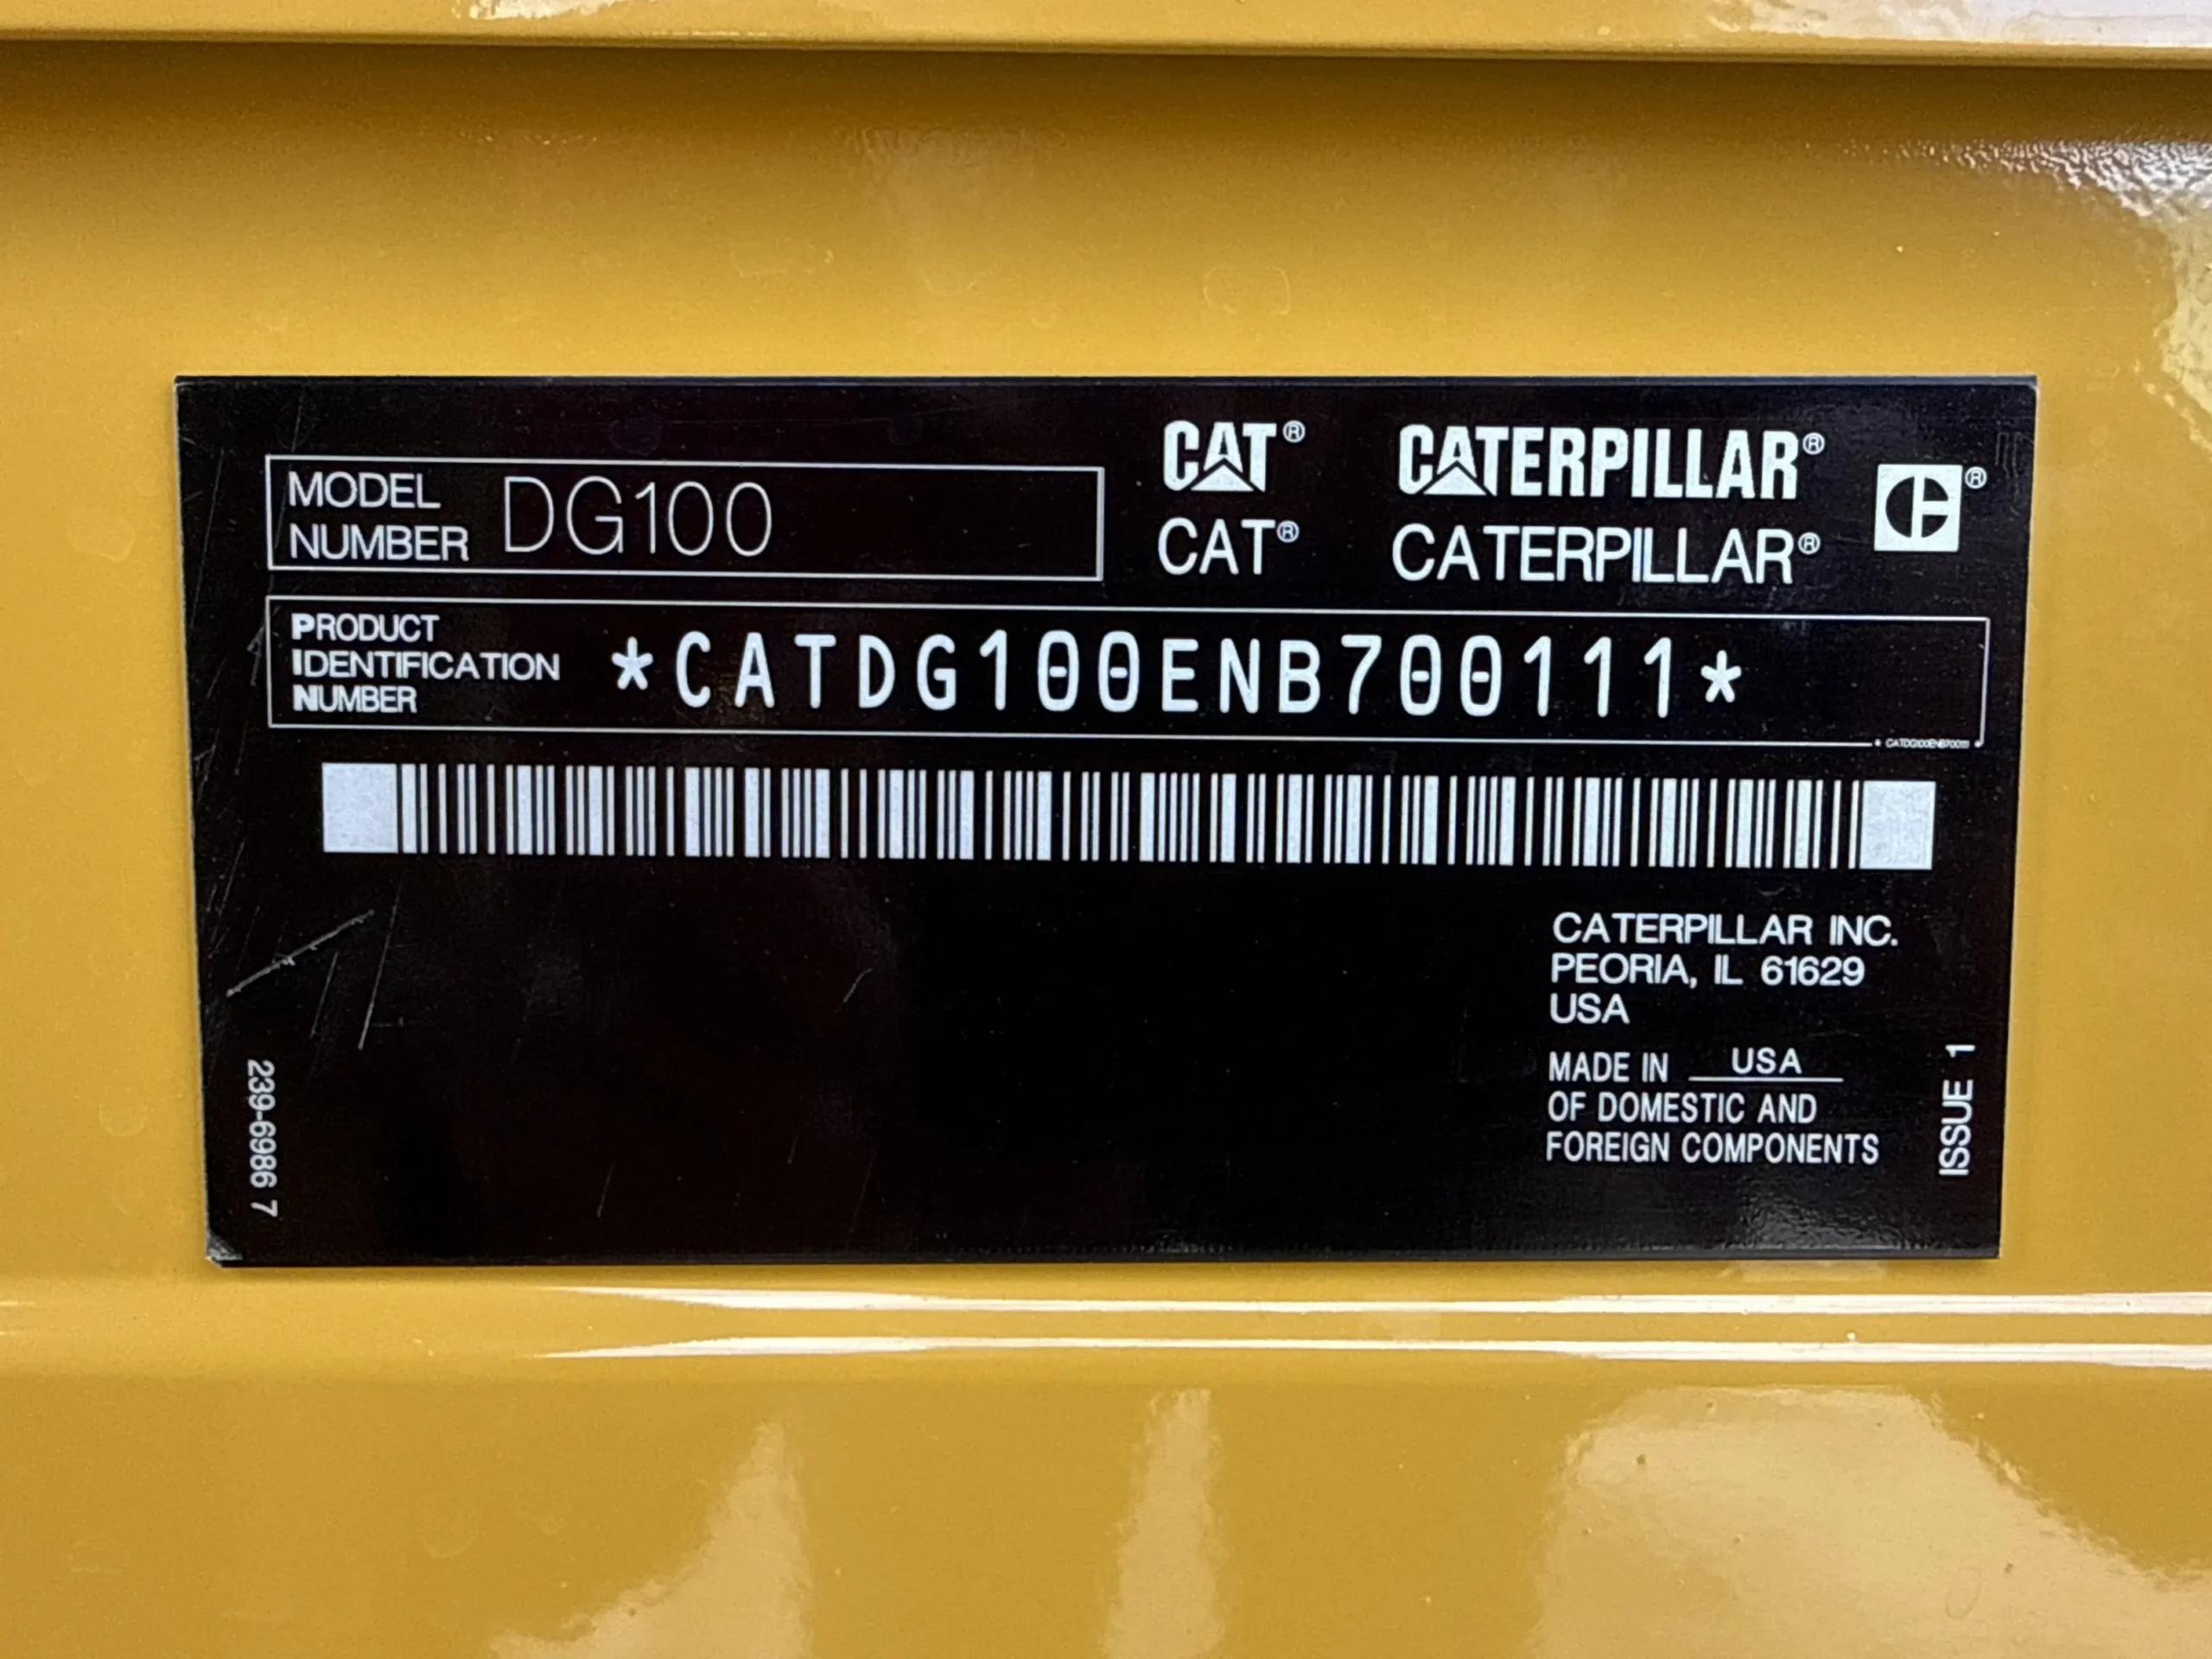 MODEL NUMBER DG100
CAT® CATERPILLAR®
CAT® CATERPILLAR®
PRODUCT IDENTIFICATION NUMBER *CATDG100ENB700111*
* CATDG100ENB700111 *
CATERPILLAR INC.
PEORIA, IL 61629
USA
MADE IN USA
OF DOMESTIC AND
FOREIGN COMPONENTS
239-6986 7
ISSUE 1